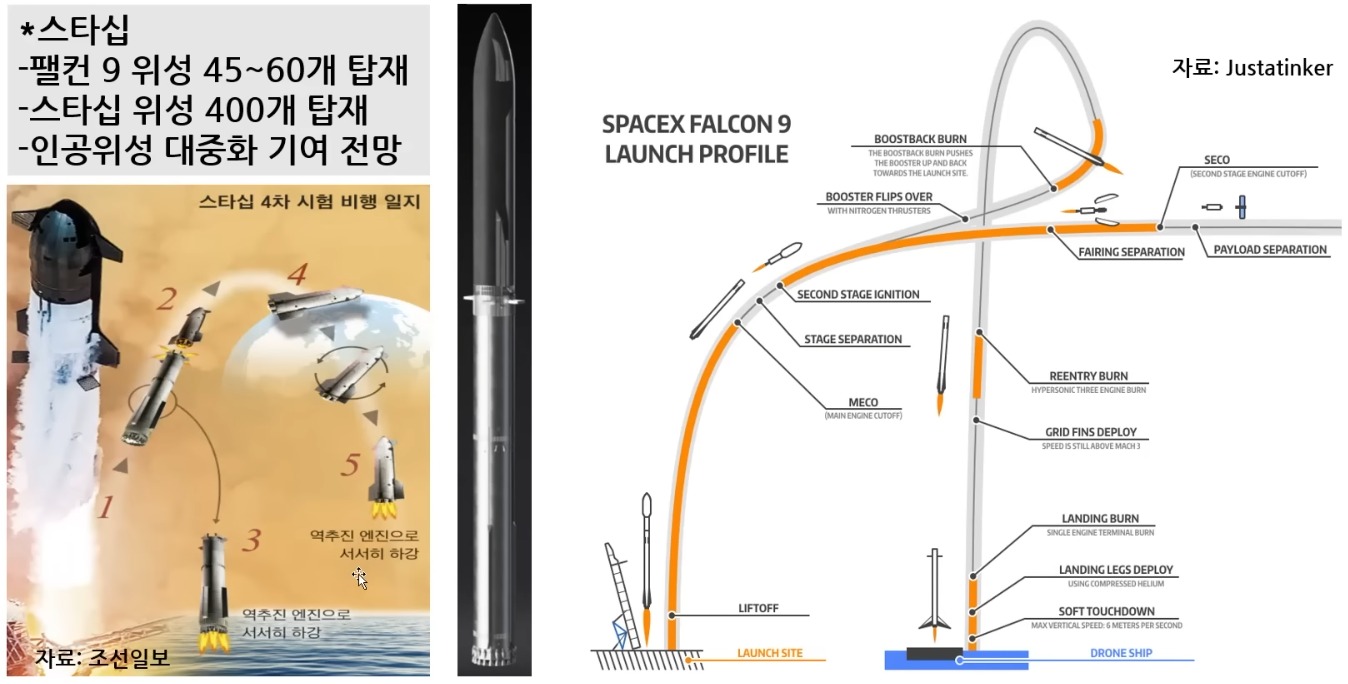 *스타십
-팰컨 9 위성 45~60개 탑재
-스타십 위성 400개 탑재
-인공위성 대중화 기여 전망
스타십 4차 시험 비행 일지
1
2
3
4
5
역추진 엔진으로
서서히 하강
역추진 엔진으로
서서히 하강
자료: 조선일보
자료: Justatinker
SPACEX FALCON 9
LAUNCH PROFILE
BOOSTBACK BURN
THE BOOSTBACK BURN PUSHES
THE BOOSTER UP AND BACK
TOWARDS THE LAUNCH SITE.
BOOSTER FLIPS OVER
WITH NITROGEN THRUSTERS
SECO
(SECOND STAGE ENGINE CUTOFF)
FAIRING SEPARATION
PAYLOAD SEPARATION
SECOND STAGE IGNITION
STAGE SEPARATION
MECO
(MAIN ENGINE CUTOFF)
REENTRY BURN
HYPERSONIC THREE ENGINE BURN
GRID FINS DEPLOY
SPEED IS STILL ABOVE MACH 3
LANDING BURN
SINGLE ENGINE TERMINAL BURN
LANDING LEGS DEPLOY
USING COMPRESSED HELIUM
SOFT TOUCHDOWN
MAX VERTICAL SPEED: 6 METERS PER SECOND
LIFTOFF
LAUNCH SITE
DRONE SHIP